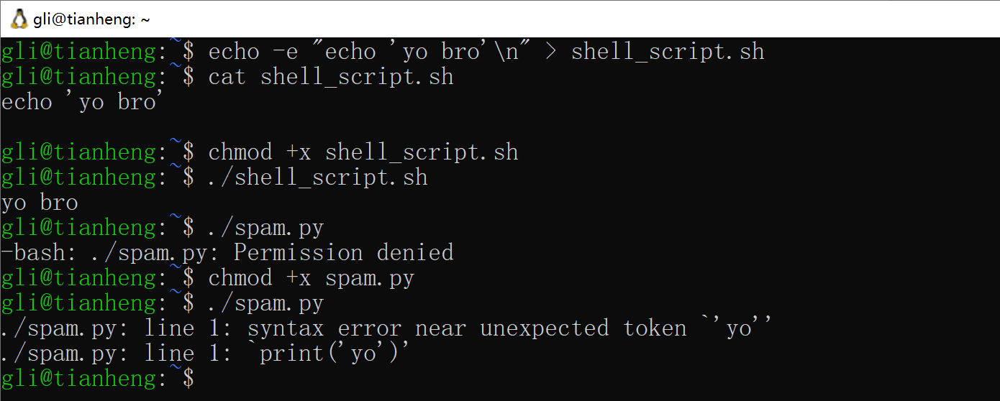 gli@tianheng: ~
gli@tianheng:~$ echo -e "echo 'yo bro'\n" > shell_script.sh
gli@tianheng:~$ cat shell_script.sh
echo 'yo bro'
gli@tianheng:~$ chmod +x shell_script.sh
gli@tianheng:~$ ./shell_script.sh
yo bro
gli@tianheng:~$ ./spam.py
-bash: ./spam.py: Permission denied
gli@tianheng:~$ chmod +x spam.py
gli@tianheng:~$ ./spam.py
./spam.py: line 1: syntax error near unexpected token `'yo''
./spam.py: line 1: `print('yo')'
gli@tianheng:~$